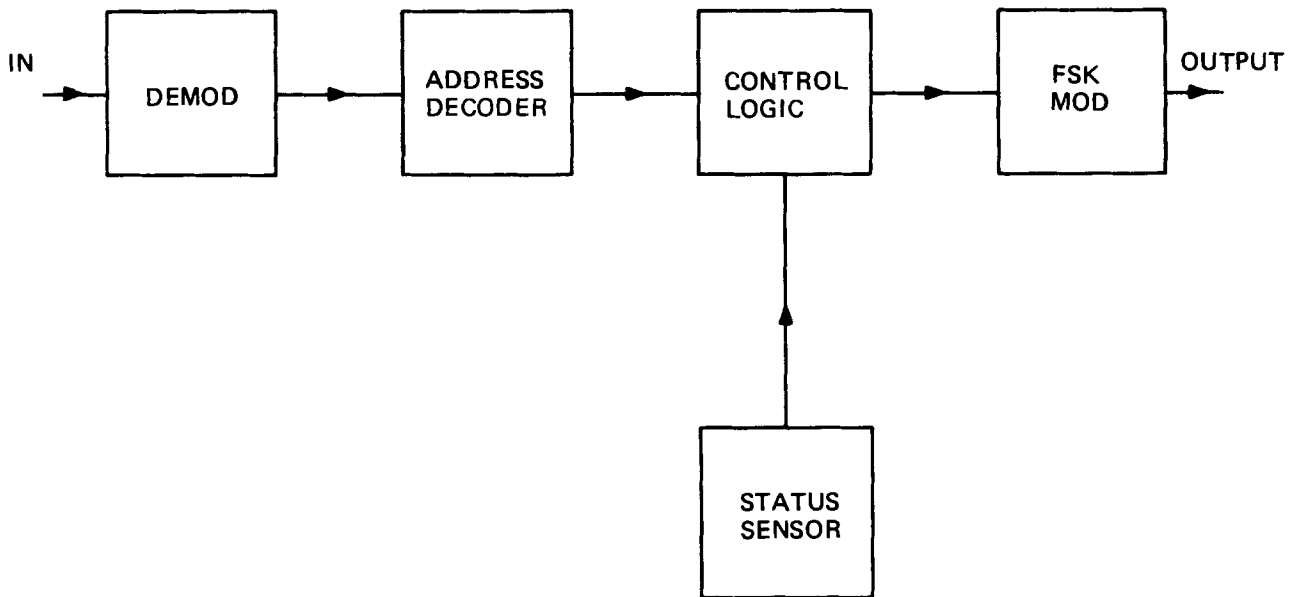 IN
DEMOD
ADDRESS
DECODER
CONTROL
LOGIC
FSK
MOD
OUTPUT
STATUS
SENSOR